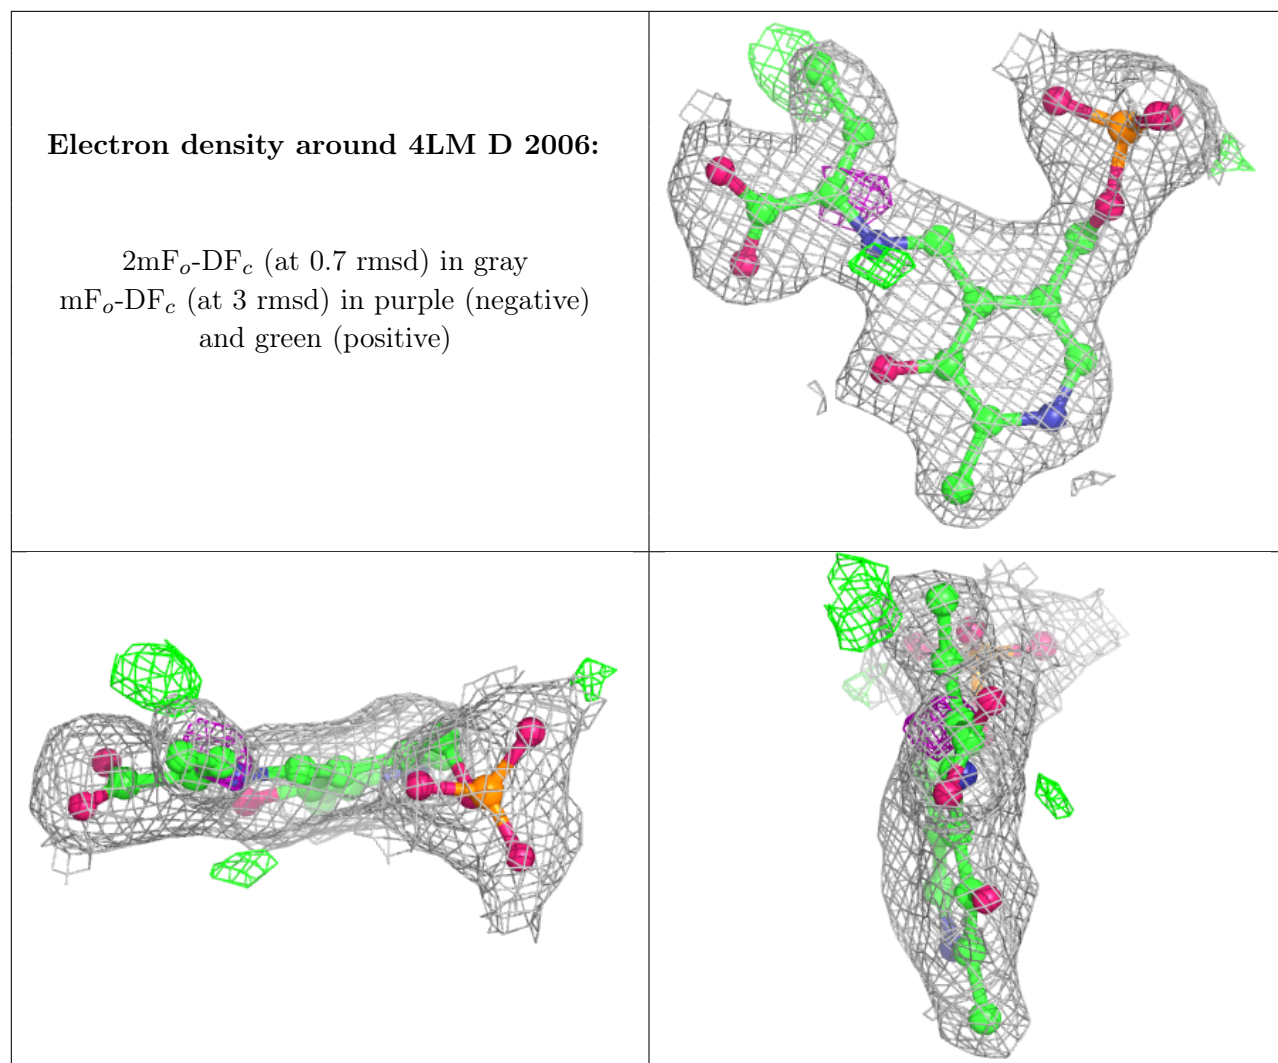 Electron density around 4LM D 2006:
2mFo-DFc (at 0.7 rmsd) in gray
mFo-DFc (at 3 rmsd) in purple (negative)
and green (positive)